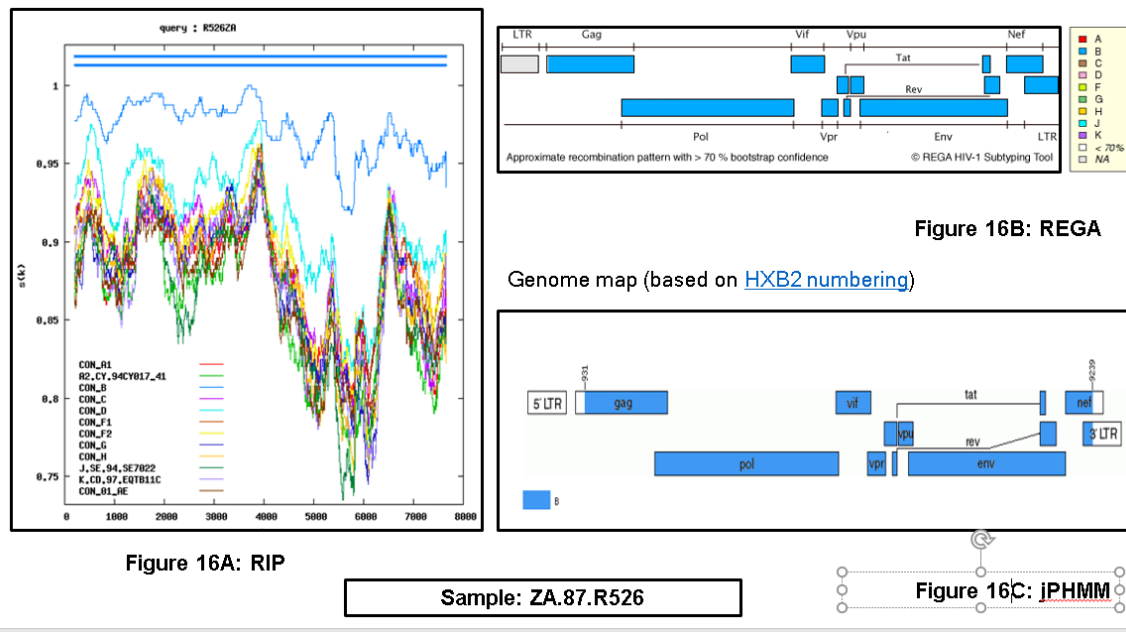 query : R526ZA
1
0.95
0.9
0.85
0.8
0.75
s(k)
CON_A1
A2.CY.94CY017_41
CON_B
CON_C
CON_D
CON_F1
CON_F2
CON_G
CON_H
J.SE.94.SE7022
K.CD.97.EQTB11C
CON_01_AE
0 1000 2000 3000 4000 5000 6000 7000 8000
Figure 16A: RIP
LTR Gag Vif Vpu Nef
Tat
Rev
Pol Vpr Env LTR
Approximate recombination pattern with > 70 % bootstrap confidence © REGA HIV-1 Subtyping Tool
A
B
C
D
F
G
H
J
K
< 70%
NA
Figure 16B: REGA
Genome map (based on HXB2 numbering)
931 9239
5'LTR gag vif tat nef
vpu rev 3'LTR
pol vpr env
B
Figure 16C: jPHMM
Sample: ZA.87.R526